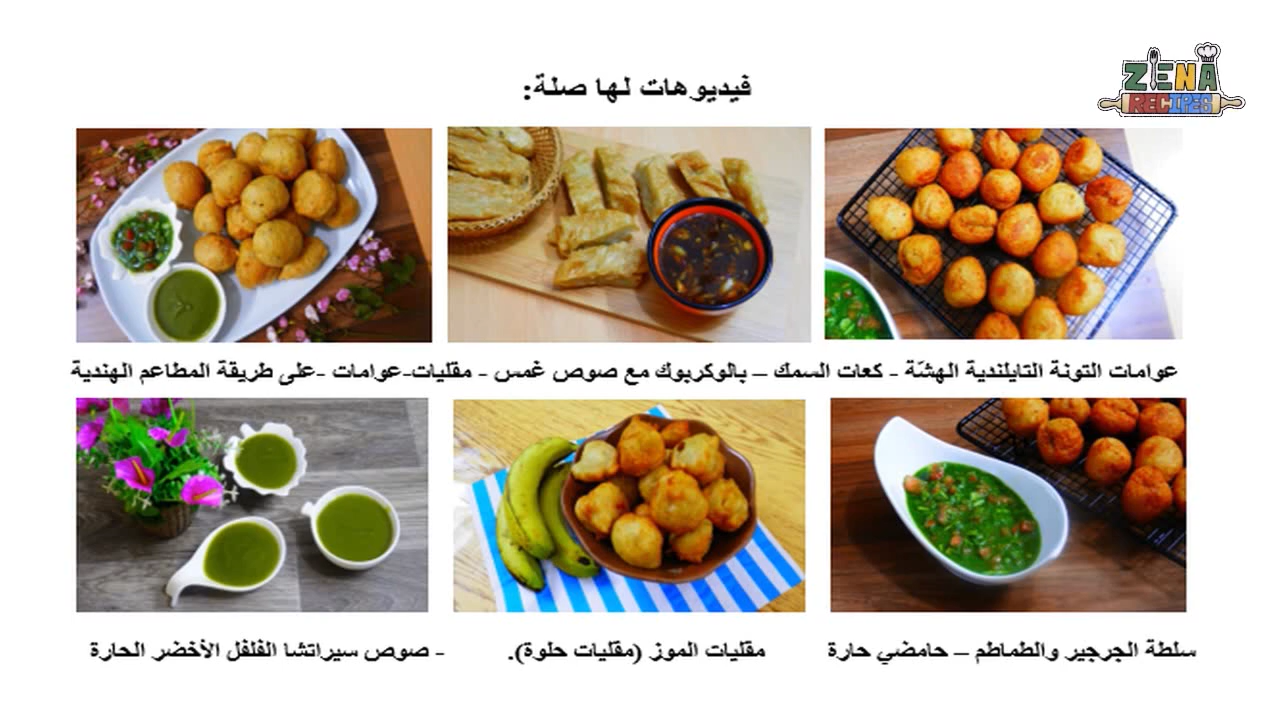 ZENA
RECIPES
فيديوهات لها صلة:
عوامات التونة التايلندية الهشّة - كعات السمك – بالوكربوك مع صوص غمس - مقليات-عوامات -على طريقة المطاعم الهندية
سلطة الجرجير والطماطم – حامضي حارة
مقليات الموز (مقليات حلوة).
- صوص سيراتشا الفلفل الأخضر الحارة